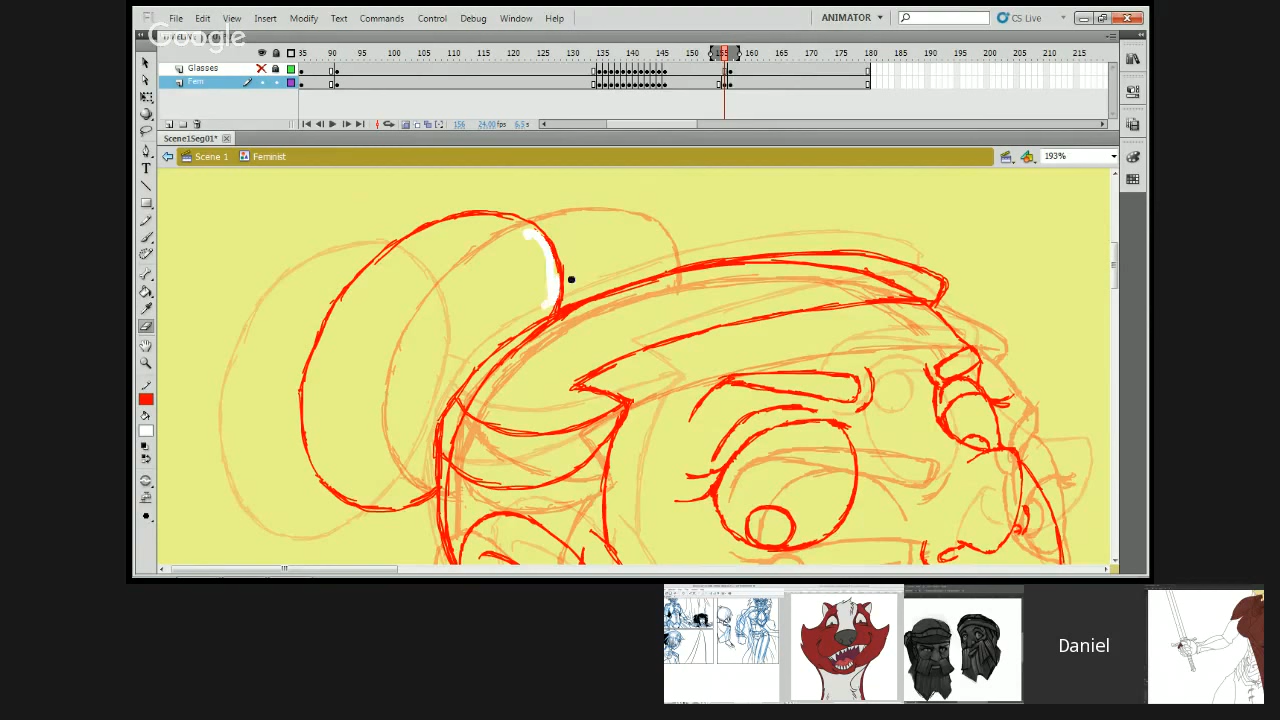 File Edit View Insert Modify Text Commands Control Debug Window Help ANIMATOR CS Live
Google
35 90 95 100 105 110 115 120 125 130 135 140 145 150 155 160 165 170 175 180 185 190 195 200 205 210 215
Glasses
Fem
156 24.00 fps 6.5 s
Scene1Seg01*
Scene 1 Feminist 193%
T
Daniel